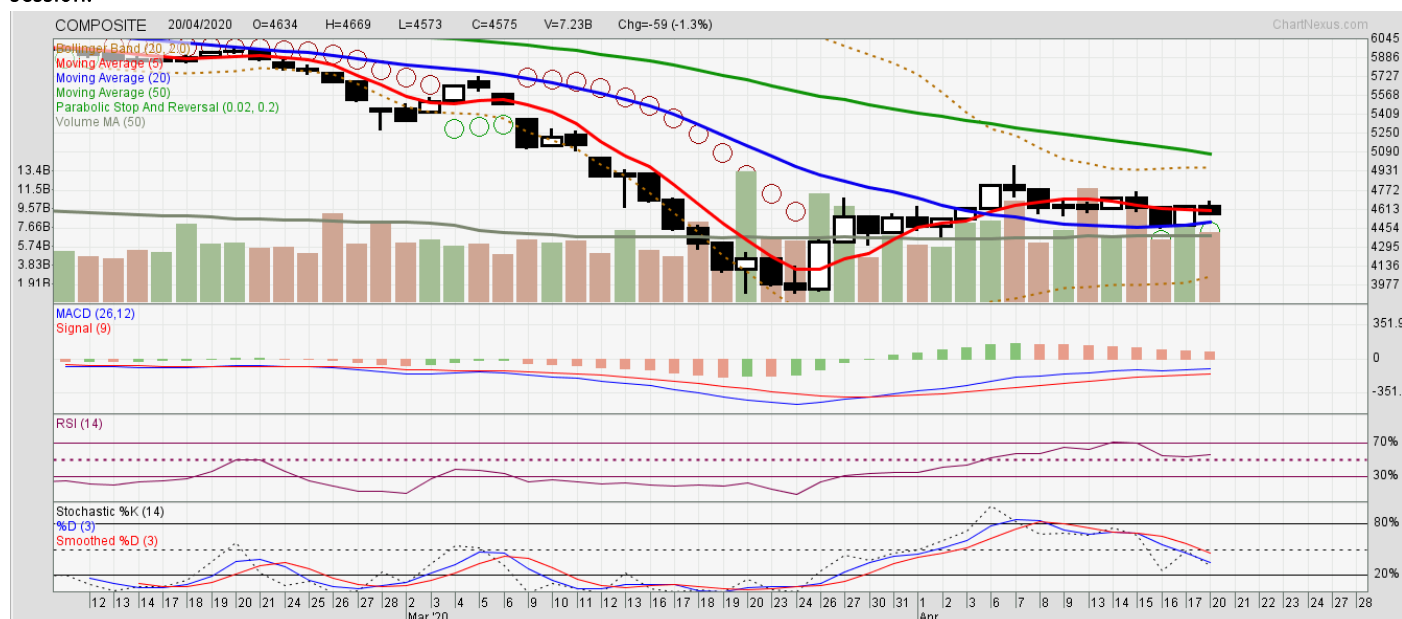 session.
COMPOSITE 20/04/2020 O=4634 H=4669 L=4573 C=4575 V=7.23B Chg=-59 (-1.3%) ChartNexus.com
Bollinger Band (20, 2.0)
Moving Average (5)
Moving Average (20)
Moving Average (50)
Parabolic Stop And Reversal (0.02, 0.2)
Volume MA (50)
13.4B
11.5B
9.57B
7.66B
5.74B
3.83B
1.91B
6045
5886
5727
5568
5409
5250
5090
4931
4772
4613
4454
4295
4136
3977
MACD (26,12)
Signal (9)
351.9
0
-351.
RSI (14)
70%
30%
Stochastic %K (14)
%D (3)
Smoothed %D (3)
80%
20%
12 13 14 17 18 19 20 21 24 25 26 27 28 2 3 4 5 6 9 10 11 12 13 16 17 18 19 20 23 24 26 27 30 31 1 2 3 6 7 8 9 13 14 15 16 17 20 21 22 23 24 27 28
Mar '20 Apr